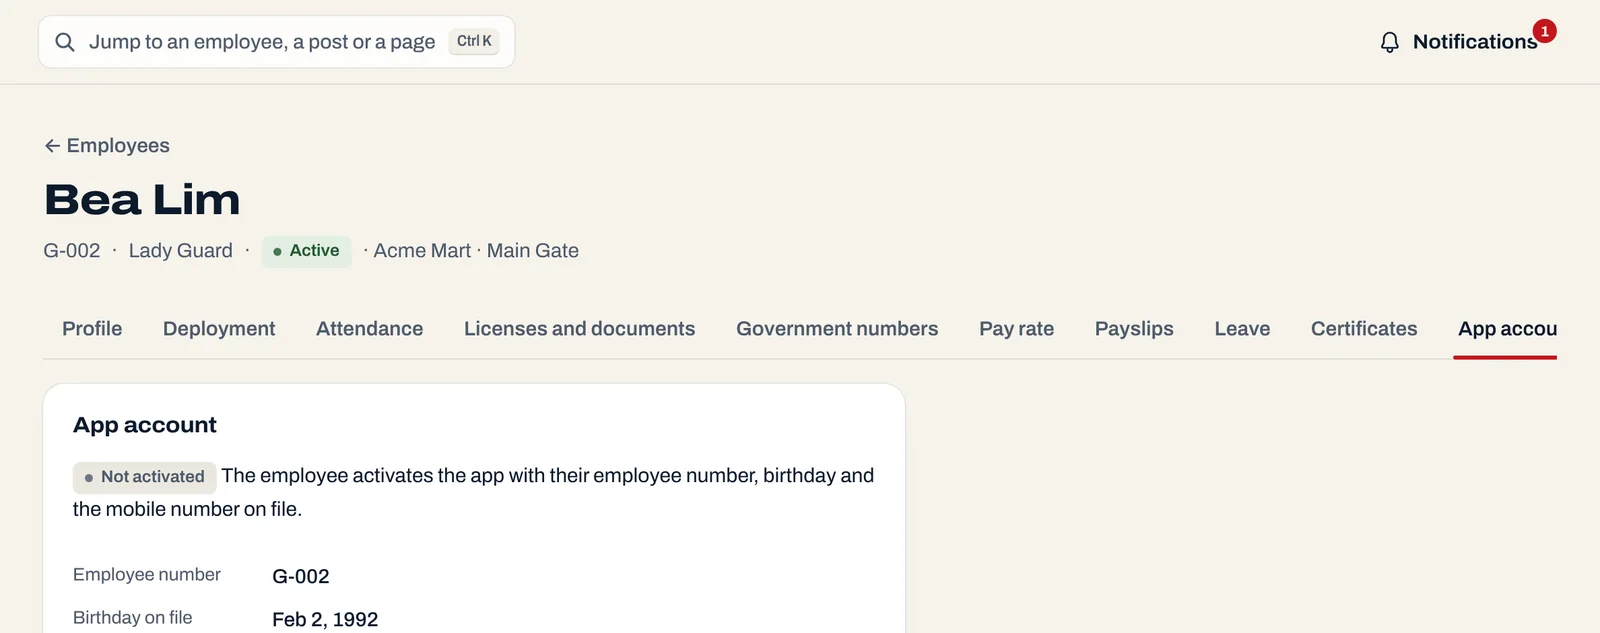 Jump to an employee, a post or a page Ctrl K
Notifications 1
← Employees
Bea Lim
G-002 · Lady Guard · Active · Acme Mart · Main Gate
Profile Deployment Attendance Licenses and documents Government numbers Pay rate Payslips Leave Certificates App accou
App account
Not activated The employee activates the app with their employee number, birthday and
the mobile number on file.
Employee number G-002
Birthday on file Feb 2, 1992